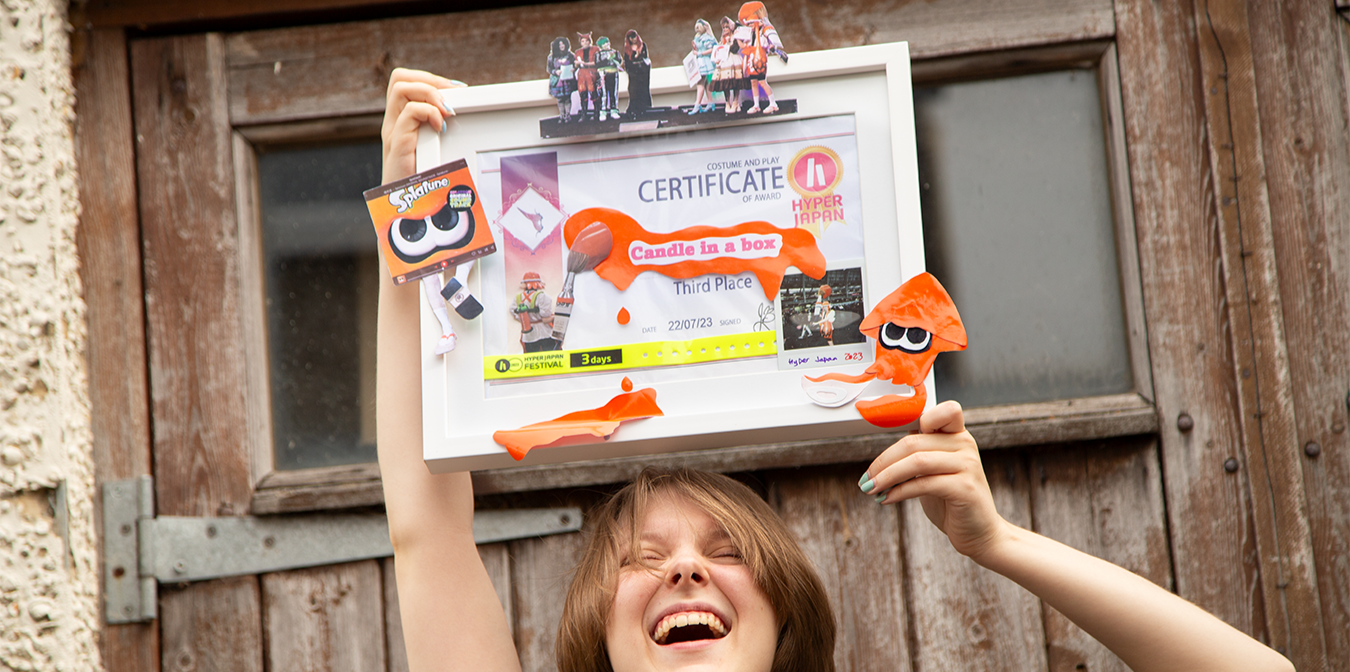 COSTUME AND PLAY
CERTIFICATE
OF AWARD
HYPER
JAPAN
Splatune
Candle in a box
Third Place
DATE 22/07/23 SIGNED
HYPER JAPAN
FESTIVAL 3 days
Hyper Japan 2023